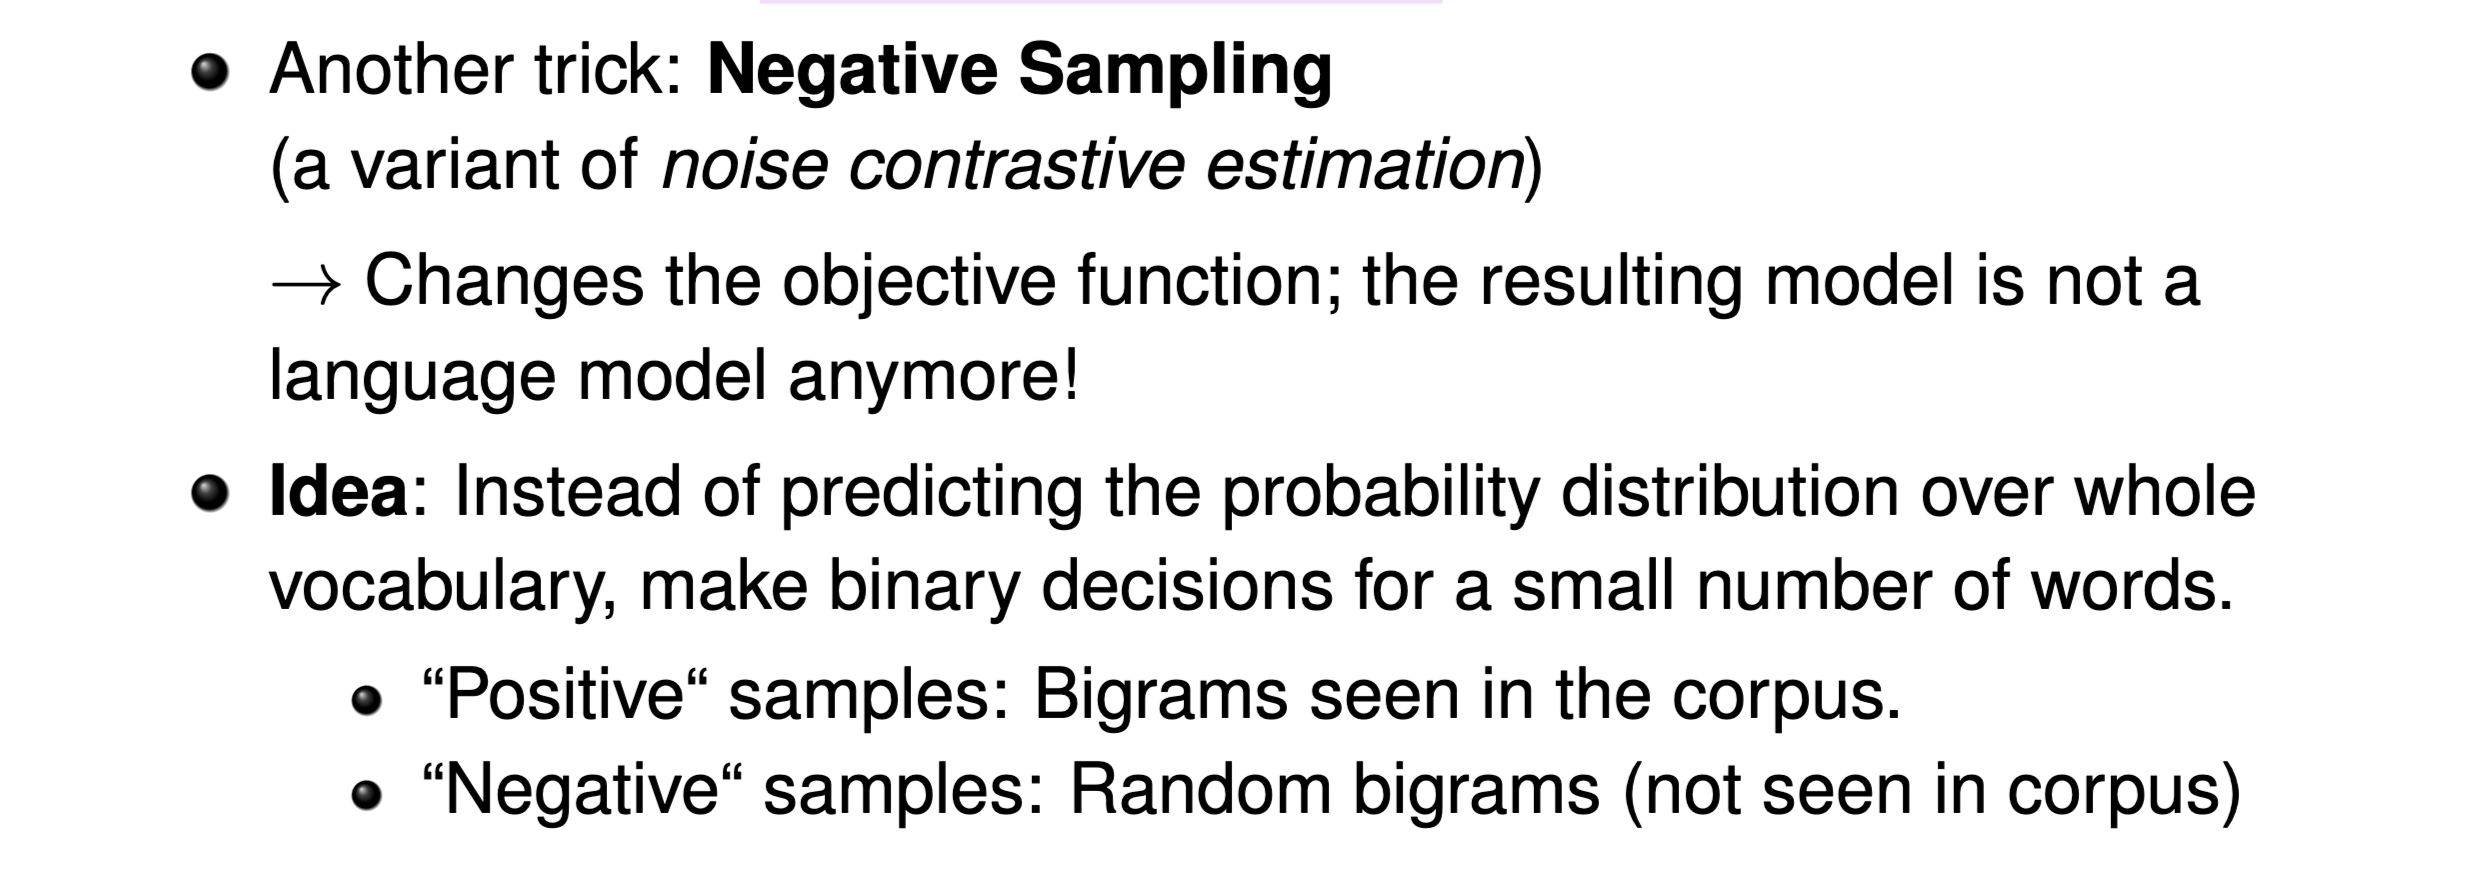 Another trick: Negative Sampling
(a variant of noise contrastive estimation)
→ Changes the objective function; the resulting model is not a
language model anymore!
Idea: Instead of predicting the probability distribution over whole
vocabulary, make binary decisions for a small number of words.
“Positive“ samples: Bigrams seen in the corpus.
“Negative“ samples: Random bigrams (not seen in corpus)